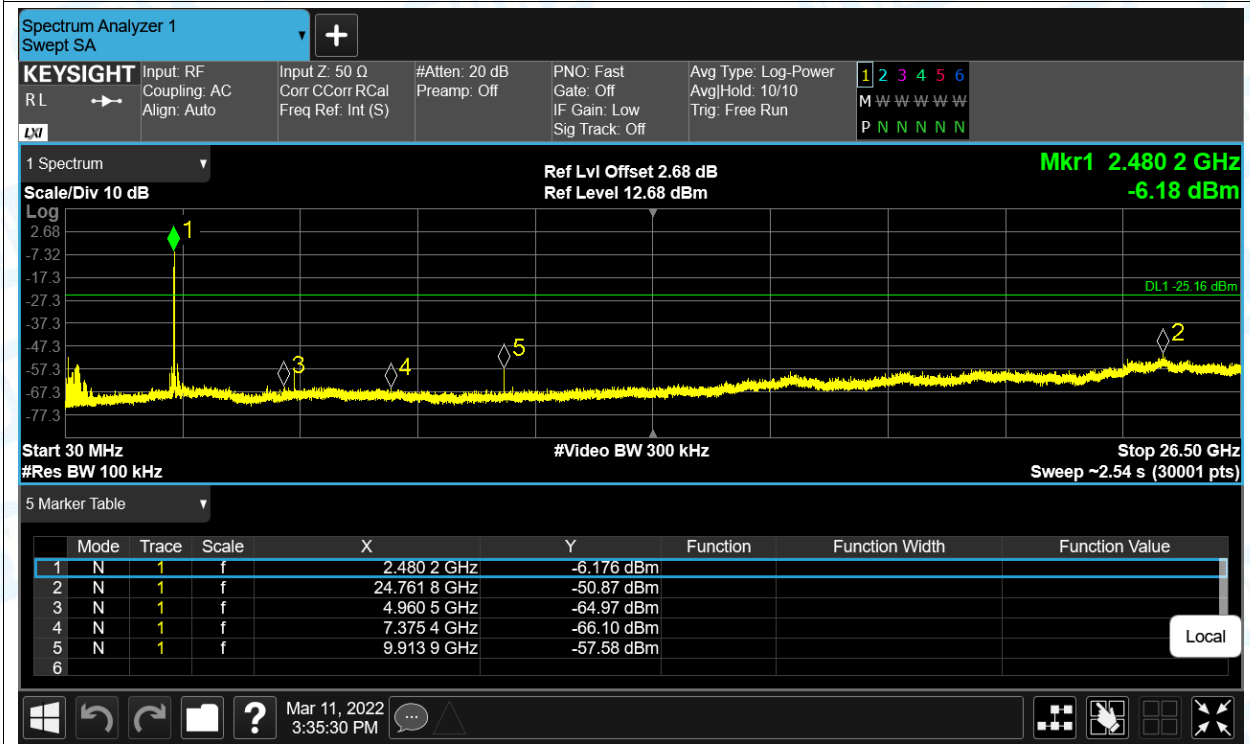 Spectrum Analyzer 1
Swept SA
+
KEYSIGHT
R L
LXI
Input: RF
Coupling: AC
Align: Auto
Input Z: 50 Ω
Corr CCorr RCal
Freq Ref: Int (S)
#Atten: 20 dB
Preamp: Off
PNO: Fast
Gate: Off
IF Gain: Low
Sig Track: Off
Avg Type: Log-Power
Avg|Hold: 10/10
Trig: Free Run
1 2 3 4 5 6
M W W W W W
P N N N N N
1 Spectrum
Scale/Div 10 dB
Ref Lvl Offset 2.68 dB
Ref Level 12.68 dBm
Mkr1 2.480 2 GHz
-6.18 dBm
Log
2.68
-7.32
-17.3
-27.3
-37.3
-47.3
-57.3
-67.3
-77.3
1
DL1 -25.16 dBm
2
3
4
5
Start 30 MHz
#Res BW 100 kHz
#Video BW 300 kHz
Stop 26.50 GHz
Sweep ~2.54 s (30001 pts)
5 Marker Table
Mode Trace Scale X Y Function Function Width Function Value
1 N 1 f 2.480 2 GHz -6.176 dBm
2 N 1 f 24.761 8 GHz -50.87 dBm
3 N 1 f 4.960 5 GHz -64.97 dBm
4 N 1 f 7.375 4 GHz -66.10 dBm
5 N 1 f 9.913 9 GHz -57.58 dBm
6
Local
?
Mar 11, 2022
3:35:30 PM